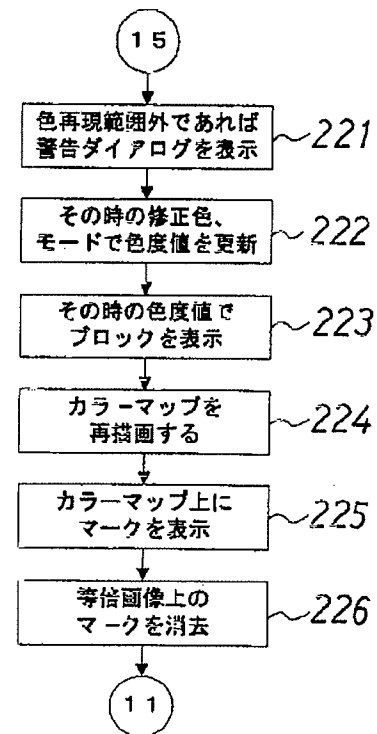 15
色再現範囲外であれば
警告ダイアログを表示
221
その時の修正色、
モードで色度値を更新
222
その時の色度値で
ブロックを表示
223
カラーマップを
再描画する
224
カラーマップ上に
マークを表示
225
等倍画像上の
マークを消去
226
11